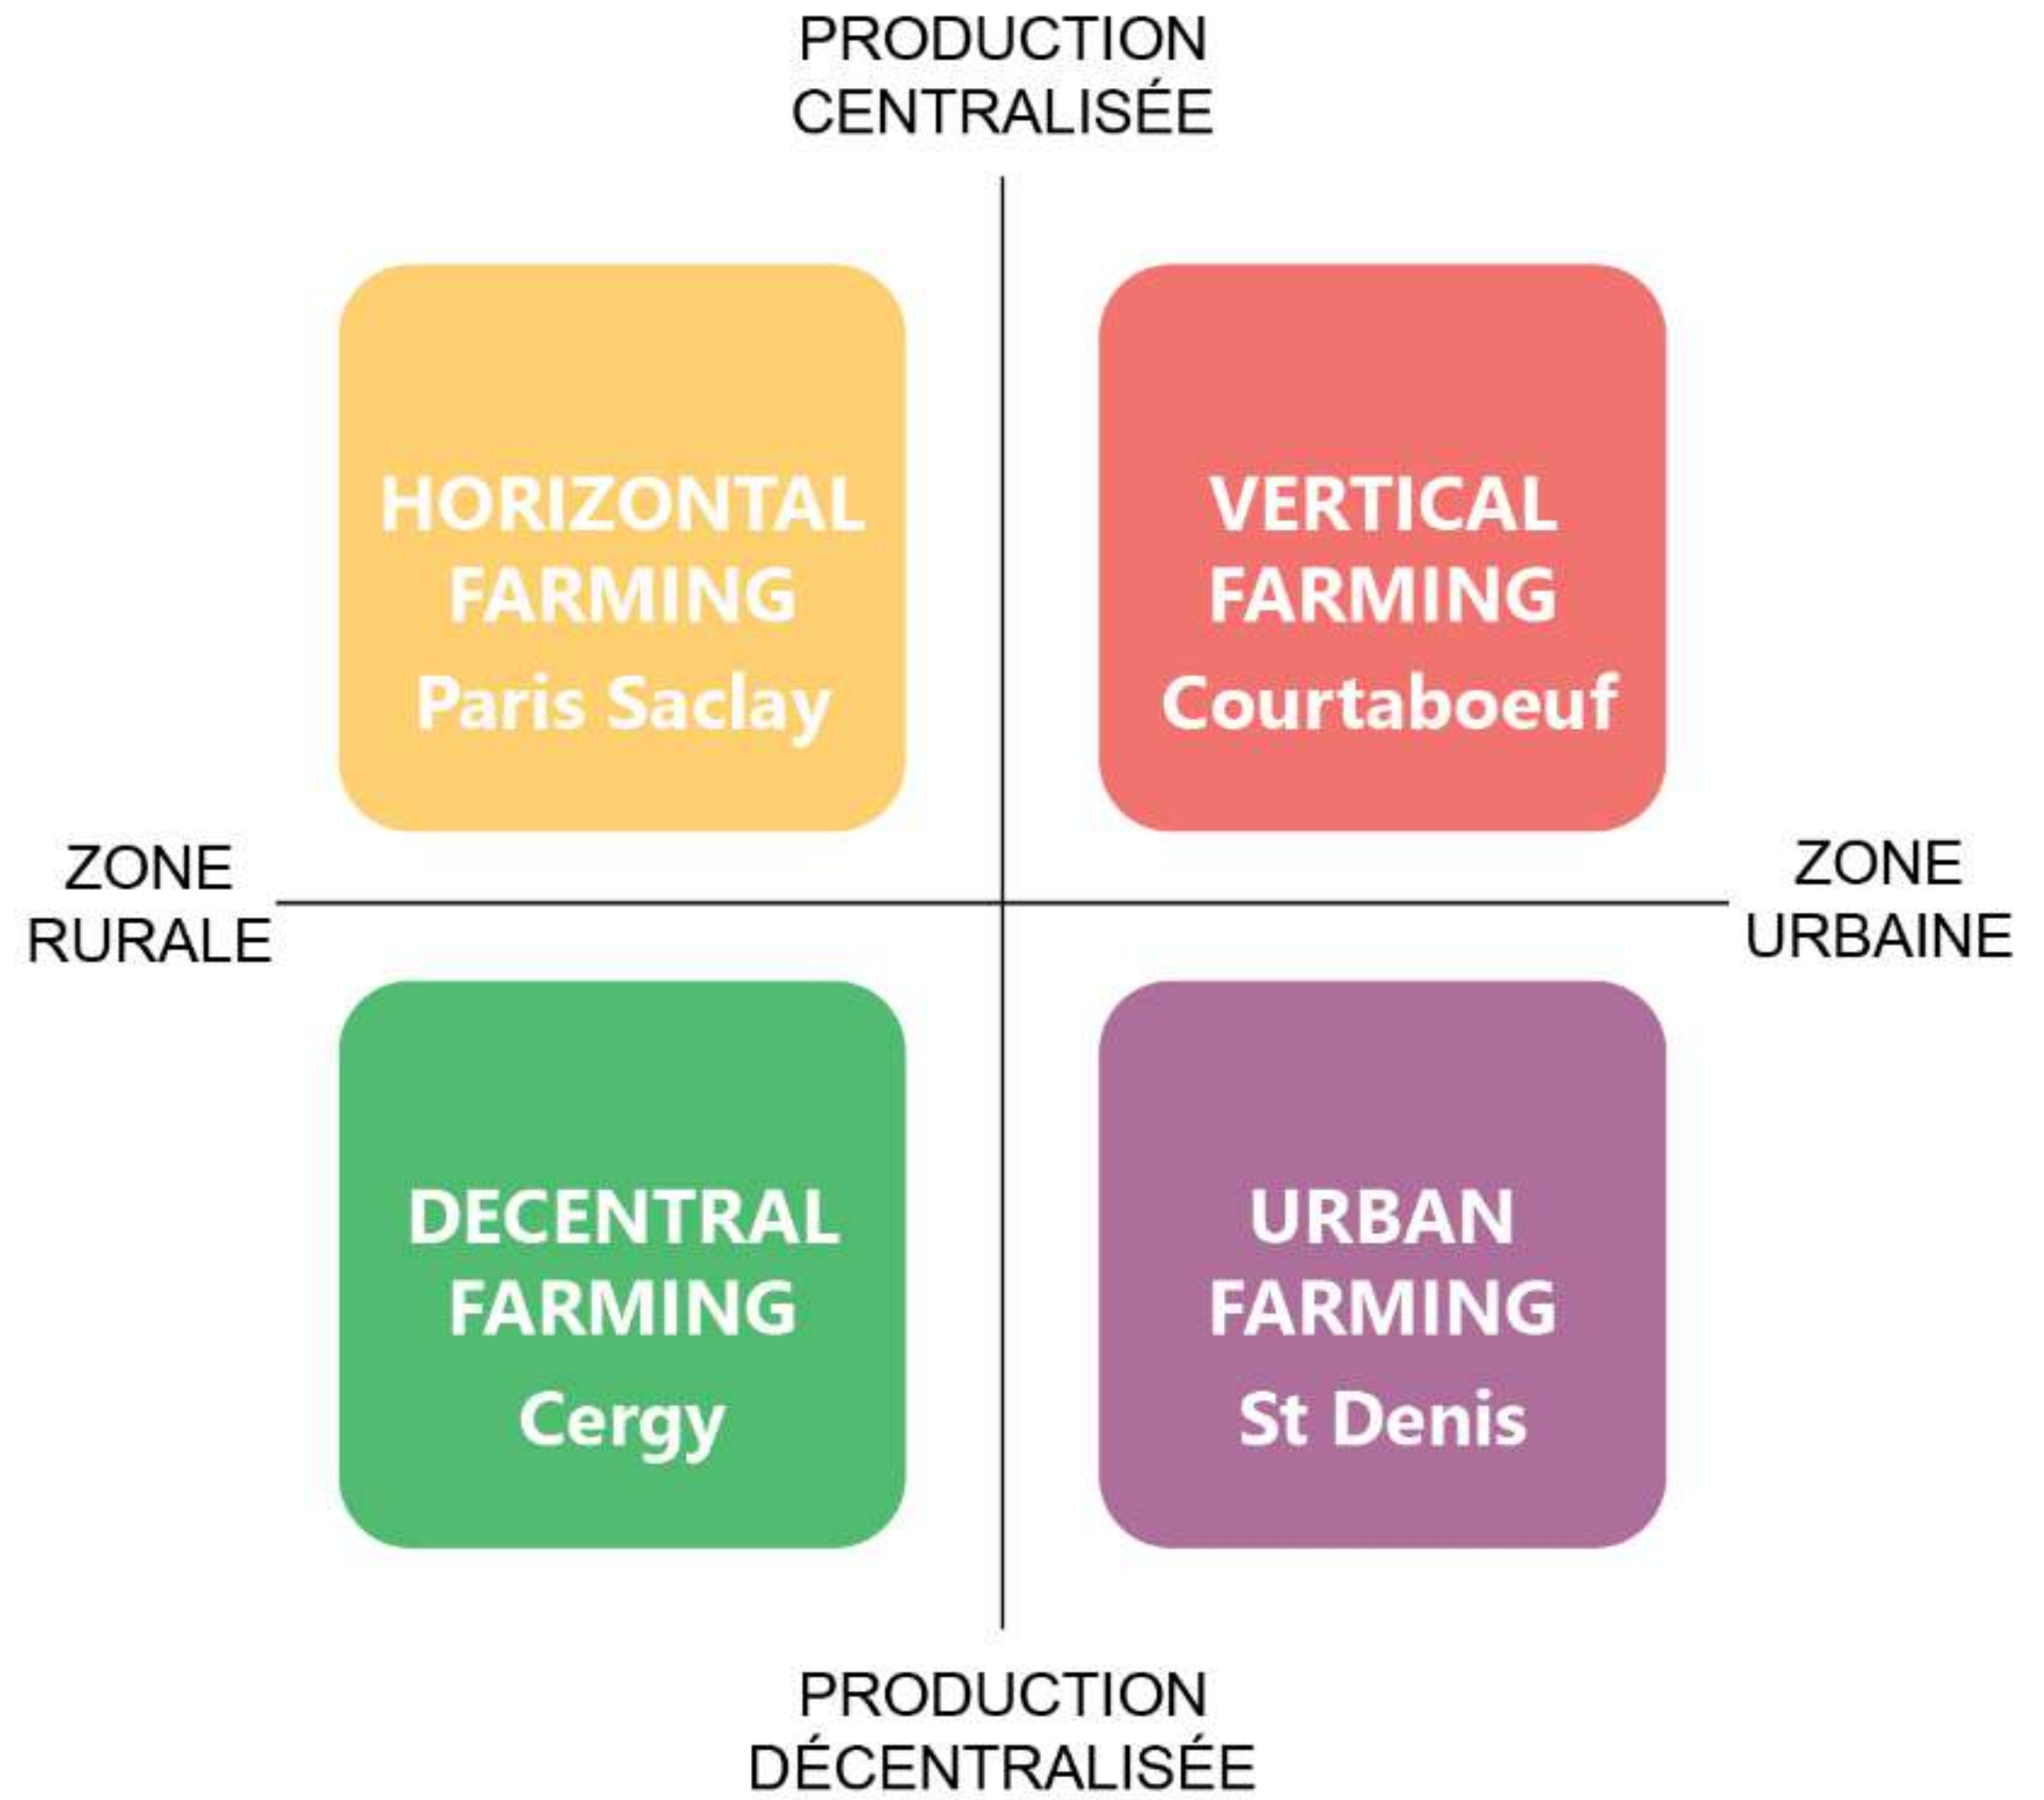 PRODUCTION
CENTRALISÉE
HORIZONTAL
FARMING
Paris Saclay
VERTICAL
FARMING
Courtaboeuf
ZONE
RURALE
ZONE
URBAINE
DECENTRAL
FARMING
Cergy
URBAN
FARMING
St Denis
PRODUCTION
DÉCENTRALISÉE